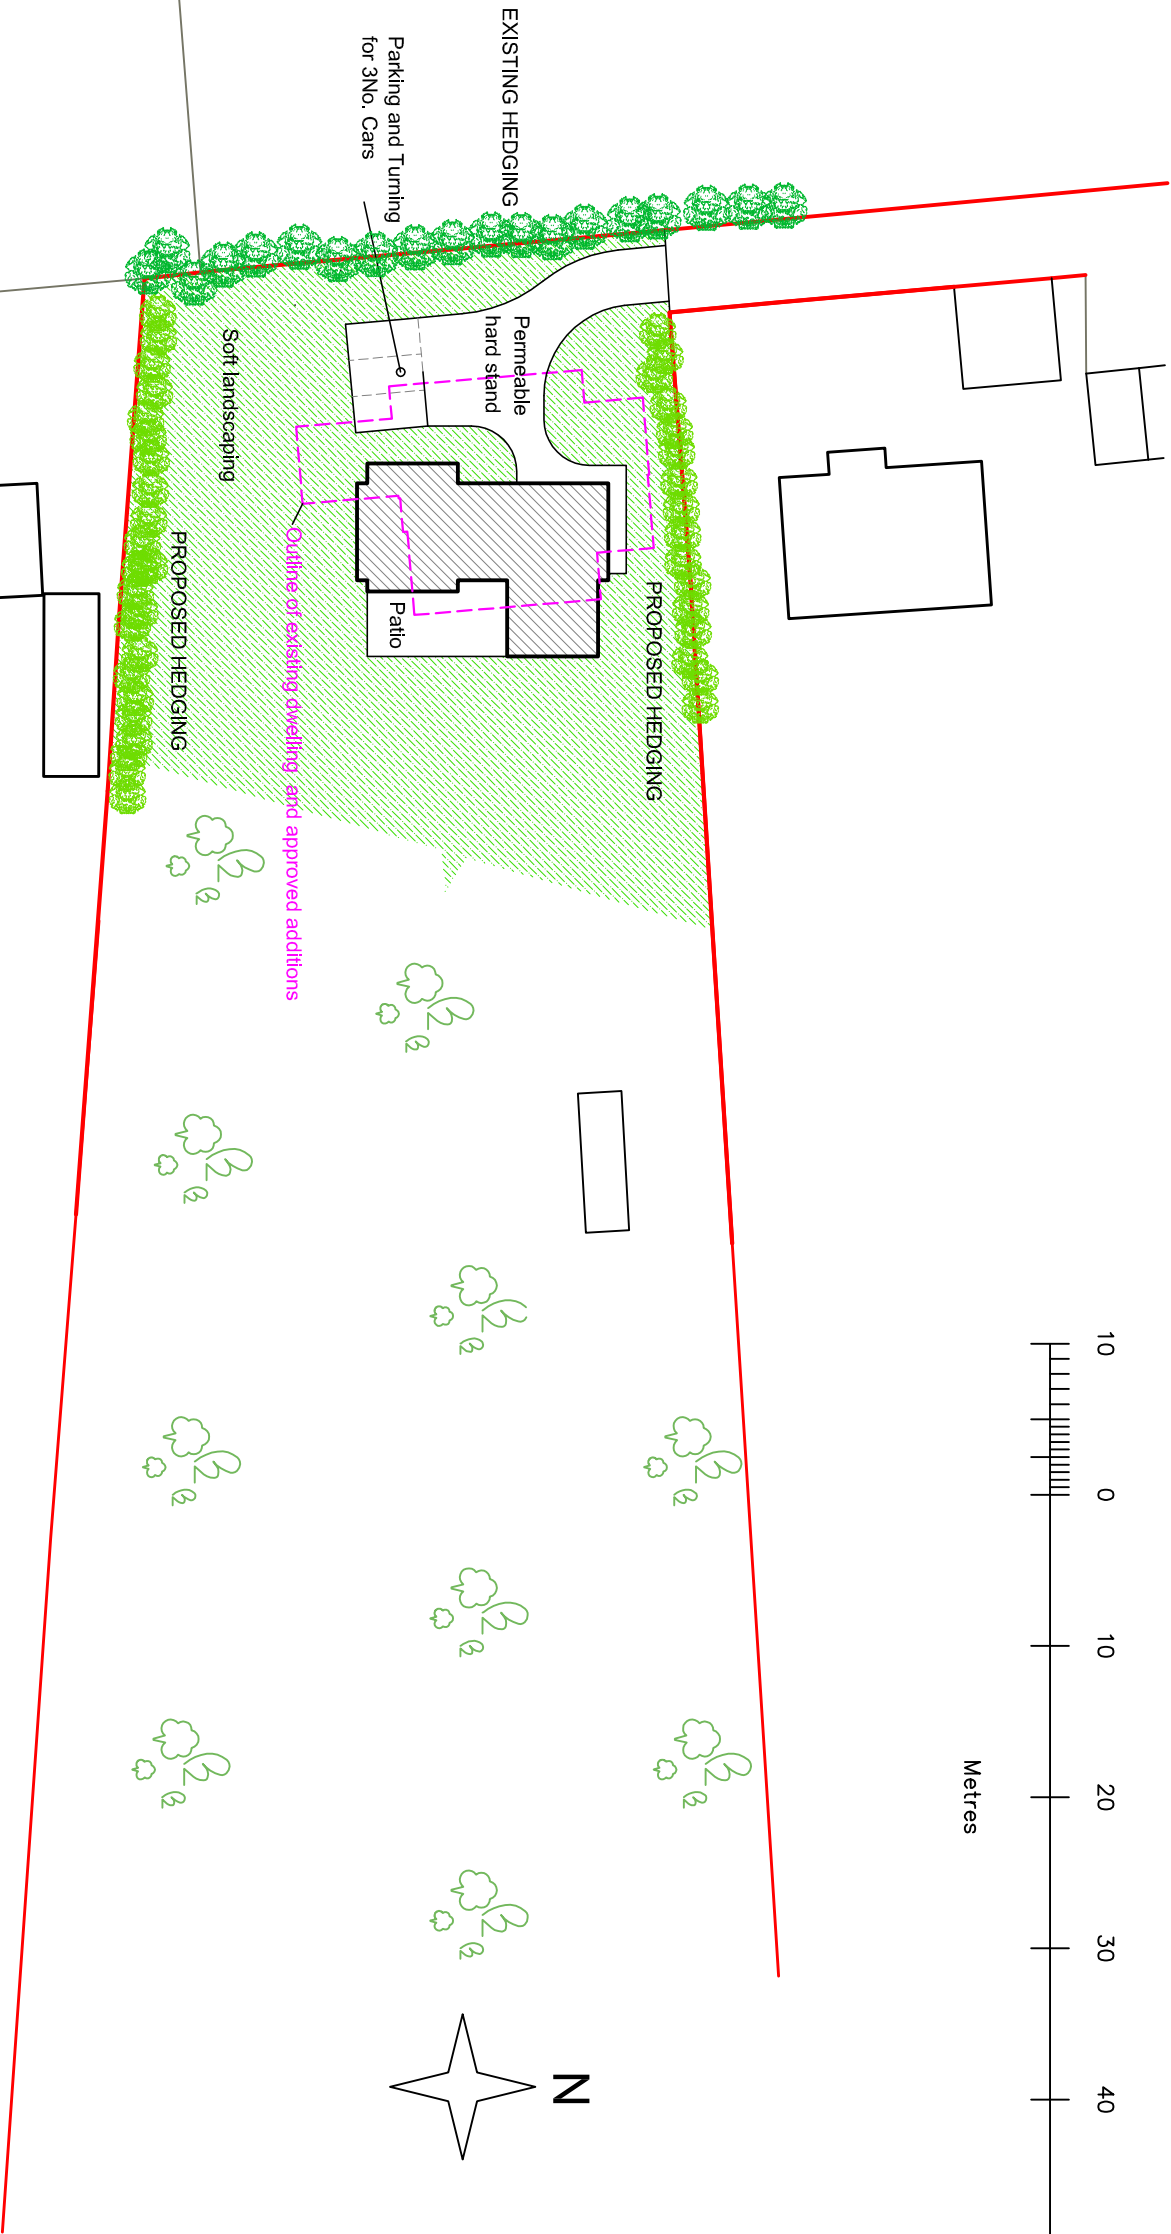 EXISTING HEDGING
Parking and Turning
for 3No. Cars
Permeable
hard stand
Soft landscaping
PROPOSED HEDGING
Patio
PROPOSED HEDGING
Outline of existing dwelling and approved additions
10 0 10 20 30 40
Metres
N